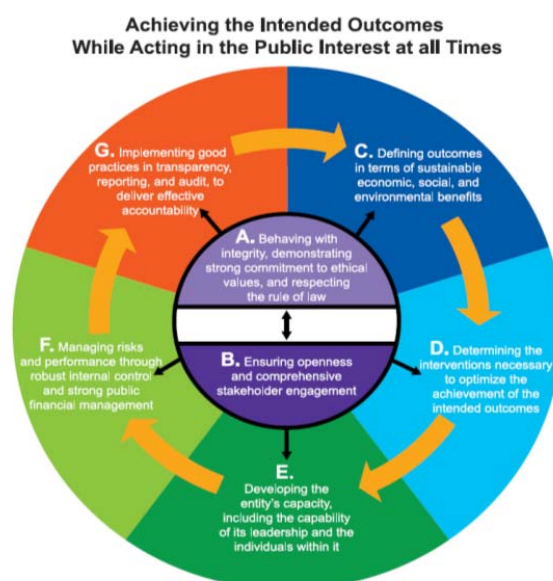 Achieving the Intended Outcomes
While Acting in the Public Interest at all Times
G. Implementing good
practices in transparency,
reporting, and audit, to
deliver effective
accountability
C. Defining outcomes
in terms of sustainable
economic, social, and
environmental benefits
A. Behaving with
integrity, demonstrating
strong commitment to ethical
values, and respecting
the rule of law
B. Ensuring openness
and comprehensive
stakeholder engagement
F. Managing risks
and performance through
robust internal control
and strong public
financial management
D. Determining the
interventions necessary
to optimize the
achievement of the
intended outcomes
E.
Developing the
entity's capacity,
including the capability
of its leadership and the
individuals within it